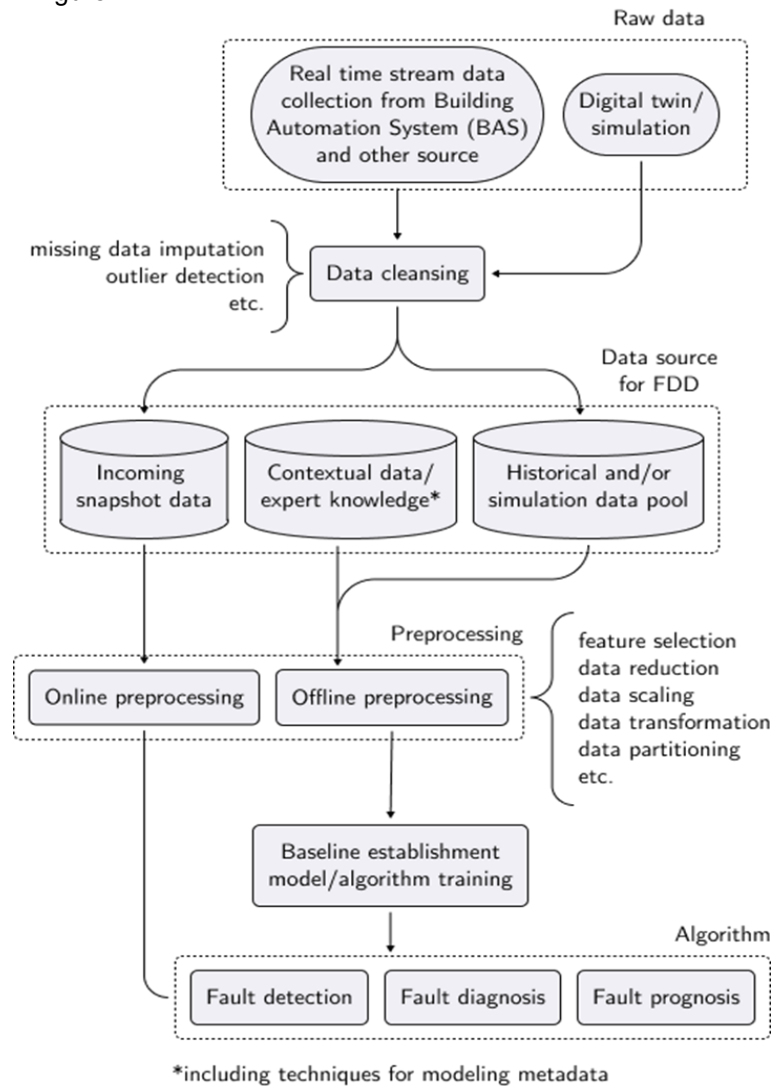 Raw data
Real time stream data
collection from Building
Automation System (BAS)
and other source
Digital twin/
simulation
missing data imputation
outlier detection
etc.
Data cleansing
Data source
for FDD
Incoming
snapshot data
Contextual data/
expert knowledge*
Historical and/or
simulation data pool
Preprocessing
Online preprocessing
Offline preprocessing
feature selection
data reduction
data scaling
data transformation
data partitioning
etc.
Baseline establishment
model/algorithm training
Algorithm
Fault detection
Fault diagnosis
Fault prognosis
*including techniques for modeling metadata